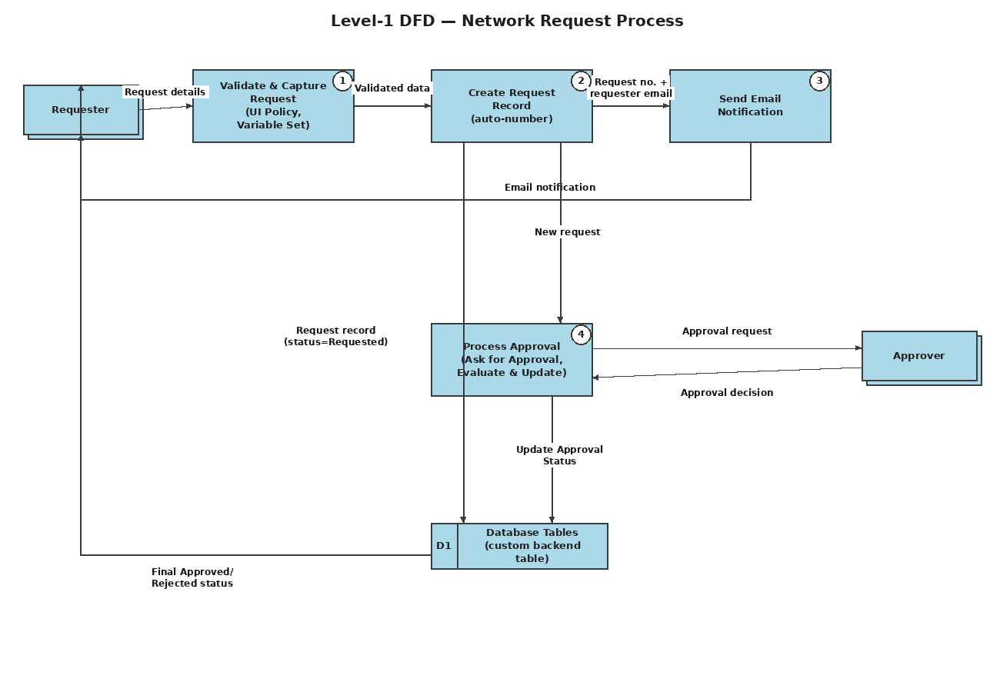 Level-1 DFD — Network Request Process
Requester
Request details
Validate & Capture
Request
(UI Policy,
Variable Set)
1
Validated data
Create Request
Record
(auto-number)
2
Request no. +
requester email
Send Email
Notification
3
Email notification
New request
Request record
(status=Requested)
Process Approval
(Ask for Approval,
Evaluate & Update)
4
Approval request
Approver
Approval decision
Update Approval
Status
D1
Database Tables
(custom backend
table)
Final Approved/
Rejected status